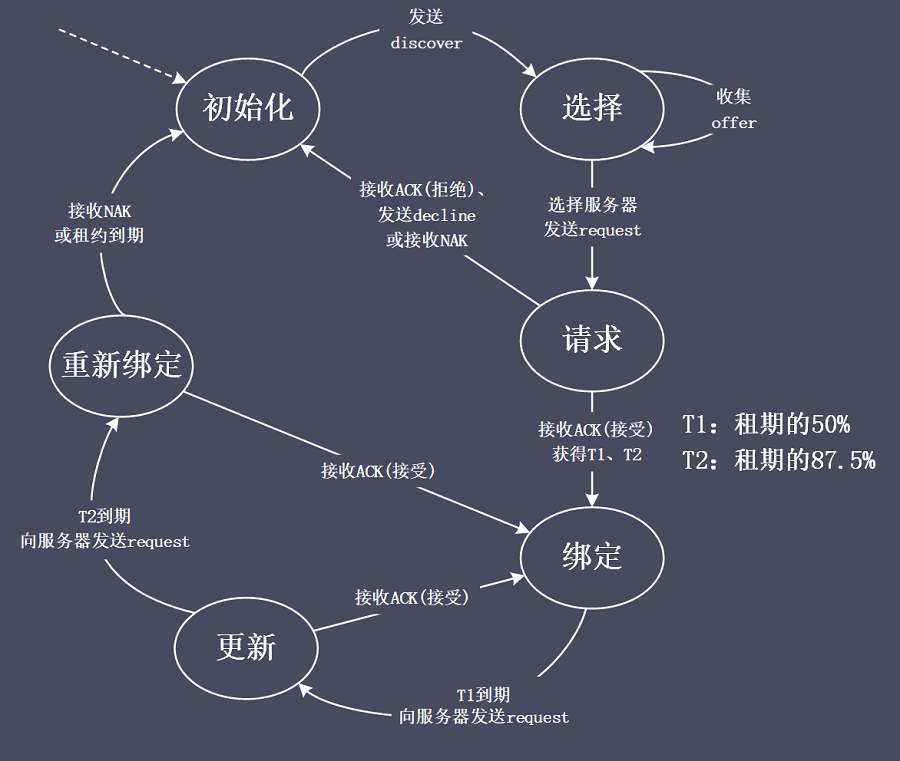 发送
discover
初始化
选择
收集
offer
接收ACK(拒绝)、
发送decline
或接收NAK
选择服务器
发送request
接收NAK
或租约到期
请求
重新绑定
接收ACK(接受)
获得T1、T2
T1：租期的50%
T2：租期的87.5%
接收ACK(接受)
T2到期
向服务器发送request
绑定
接收ACK(接受)
更新
T1到期
向服务器发送request